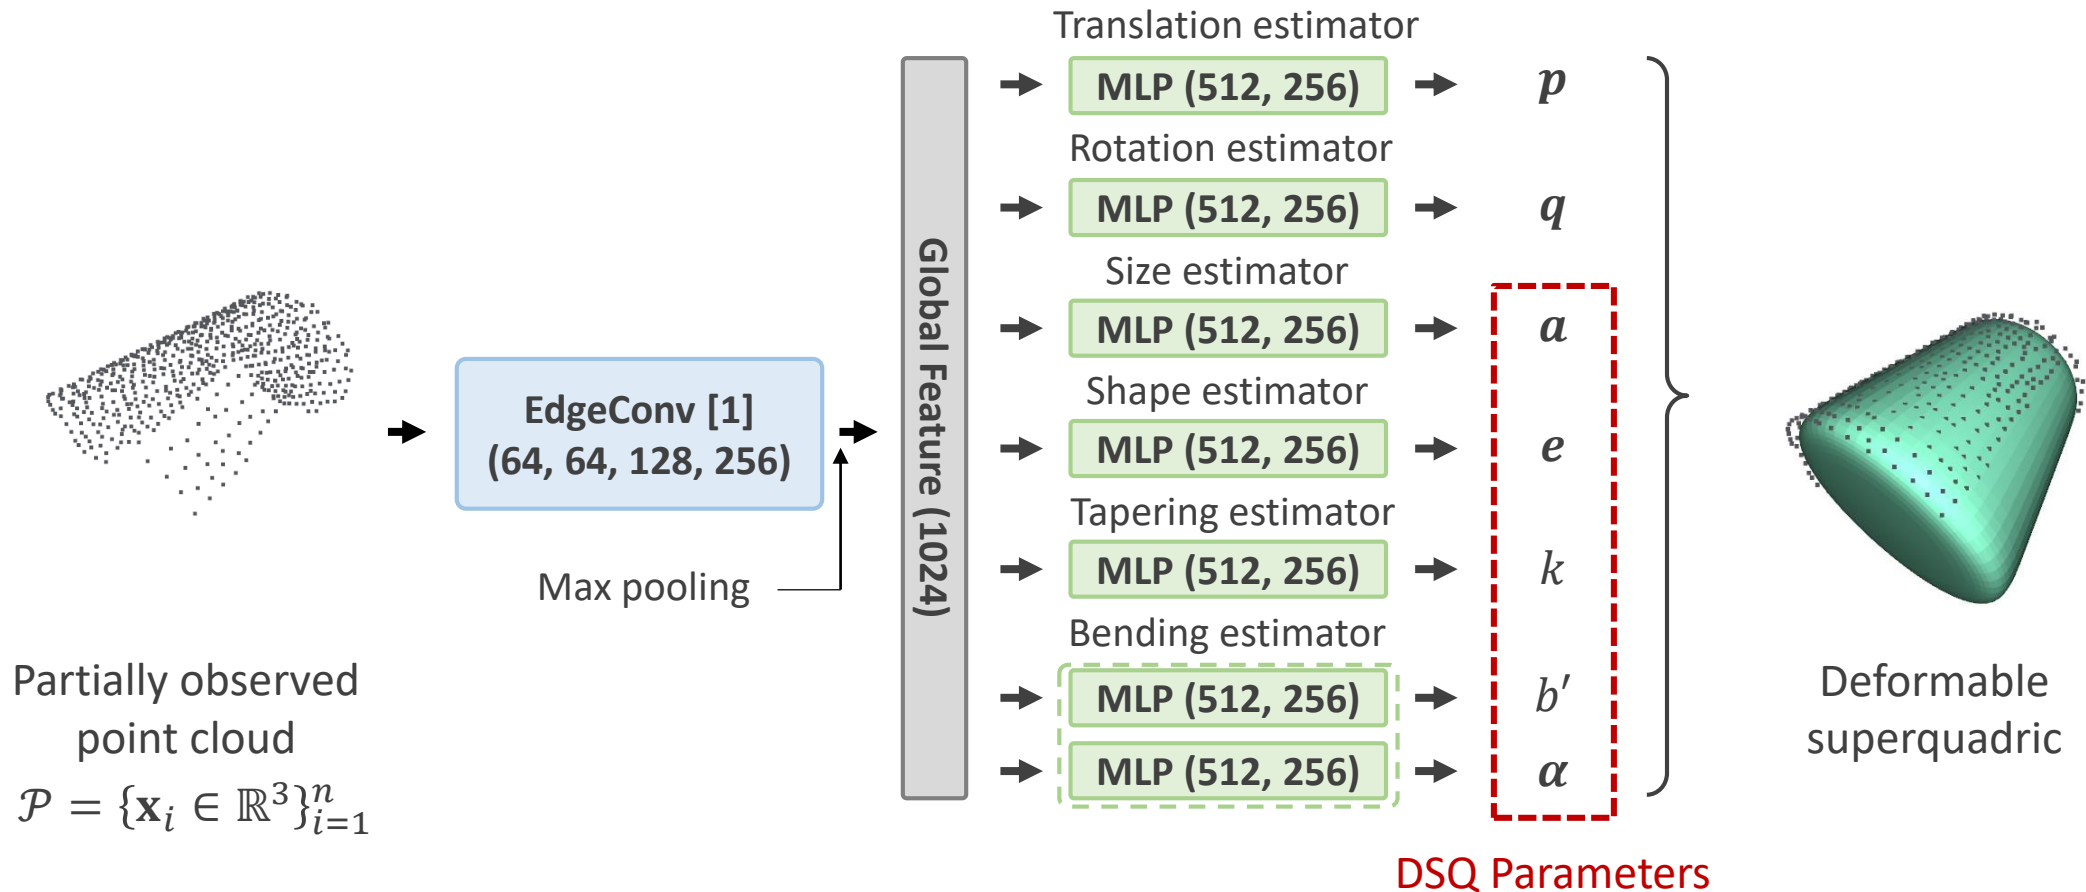 Partially observed
point cloud
𝒫 = {𝐱ᵢ ∈ ℝ³}ⁿᵢ₌₁
EdgeConv [1]
(64, 64, 128, 256)
Max pooling
Global Feature (1024)
Translation estimator
MLP (512, 256)
p
Rotation estimator
MLP (512, 256)
q
Size estimator
MLP (512, 256)
a
Shape estimator
MLP (512, 256)
e
Tapering estimator
MLP (512, 256)
k
Bending estimator
MLP (512, 256)
b′
MLP (512, 256)
α
DSQ Parameters
Deformable
superquadric